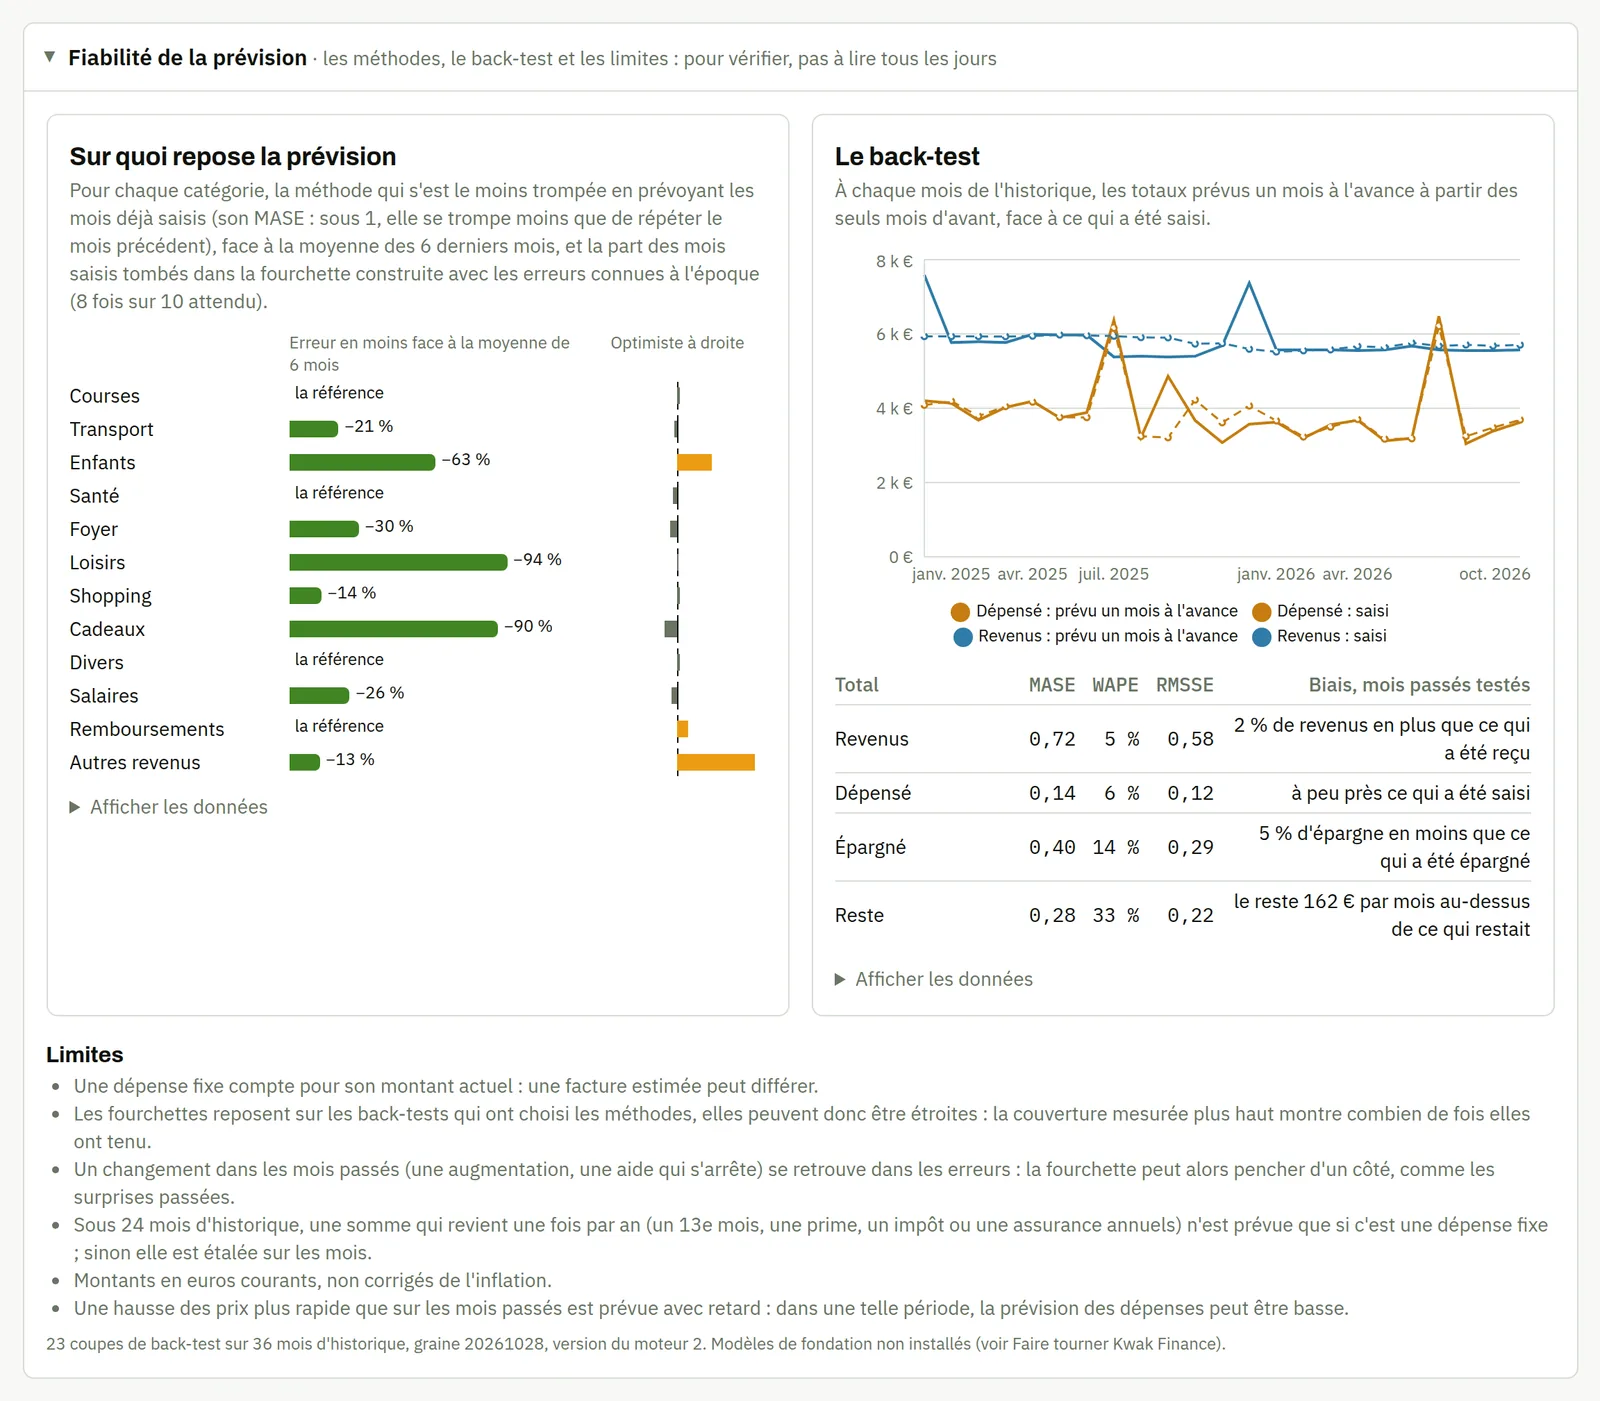 ▼ Fiabilité de la prévision · les méthodes, le back-test et les limites : pour vérifier, pas à lire tous les jours
Sur quoi repose la prévision
Pour chaque catégorie, la méthode qui s'est le moins trompée en prévoyant les
mois déjà saisis (son MASE : sous 1, elle se trompe moins que de répéter le
mois précédent), face à la moyenne des 6 derniers mois, et la part des mois
saisis tombés dans la fourchette construite avec les erreurs connues à l'époque
(8 fois sur 10 attendu).
Erreur en moins face à la moyenne de
6 mois
Optimiste à droite
Courses la référence
Transport −21 %
Enfants −63 %
Santé la référence
Foyer −30 %
Loisirs −94 %
Shopping −14 %
Cadeaux −90 %
Divers la référence
Salaires −26 %
Remboursements la référence
Autres revenus −13 %
▶ Afficher les données
Le back-test
À chaque mois de l'historique, les totaux prévus un mois à l'avance à partir des
seuls mois d'avant, face à ce qui a été saisi.
8 k €
6 k €
4 k €
2 k €
0 €
janv. 2025 avr. 2025 juil. 2025 janv. 2026 avr. 2026 oct. 2026
Dépensé : prévu un mois à l'avance Dépensé : saisi
Revenus : prévu un mois à l'avance Revenus : saisi
Total MASE WAPE RMSSE Biais, mois passés testés
Revenus 0,72 5 % 0,58 2 % de revenus en plus que ce qui
a été reçu
Dépensé 0,14 6 % 0,12 à peu près ce qui a été saisi
Épargné 0,40 14 % 0,29 5 % d'épargne en moins que ce
qui a été épargné
Reste 0,28 33 % 0,22 le reste 162 € par mois au-dessus
de ce qui restait
▶ Afficher les données
Limites
• Une dépense fixe compte pour son montant actuel : une facture estimée peut différer.
• Les fourchettes reposent sur les back-tests qui ont choisi les méthodes, elles peuvent donc être étroites : la couverture mesurée plus haut montre combien de fois elles
ont tenu.
• Un changement dans les mois passés (une augmentation, une aide qui s'arrête) se retrouve dans les erreurs : la fourchette peut alors pencher d'un côté, comme les
surprises passées.
• Sous 24 mois d'historique, une somme qui revient une fois par an (un 13e mois, une prime, un impôt ou une assurance annuels) n'est prévue que si c'est une dépense fixe
; sinon elle est étalée sur les mois.
• Montants en euros courants, non corrigés de l'inflation.
• Une hausse des prix plus rapide que sur les mois passés est prévue avec retard : dans une telle période, la prévision des dépenses peut être basse.
23 coupes de back-test sur 36 mois d'historique, graine 20261028, version du moteur 2. Modèles de fondation non installés (voir Faire tourner Kwak Finance).